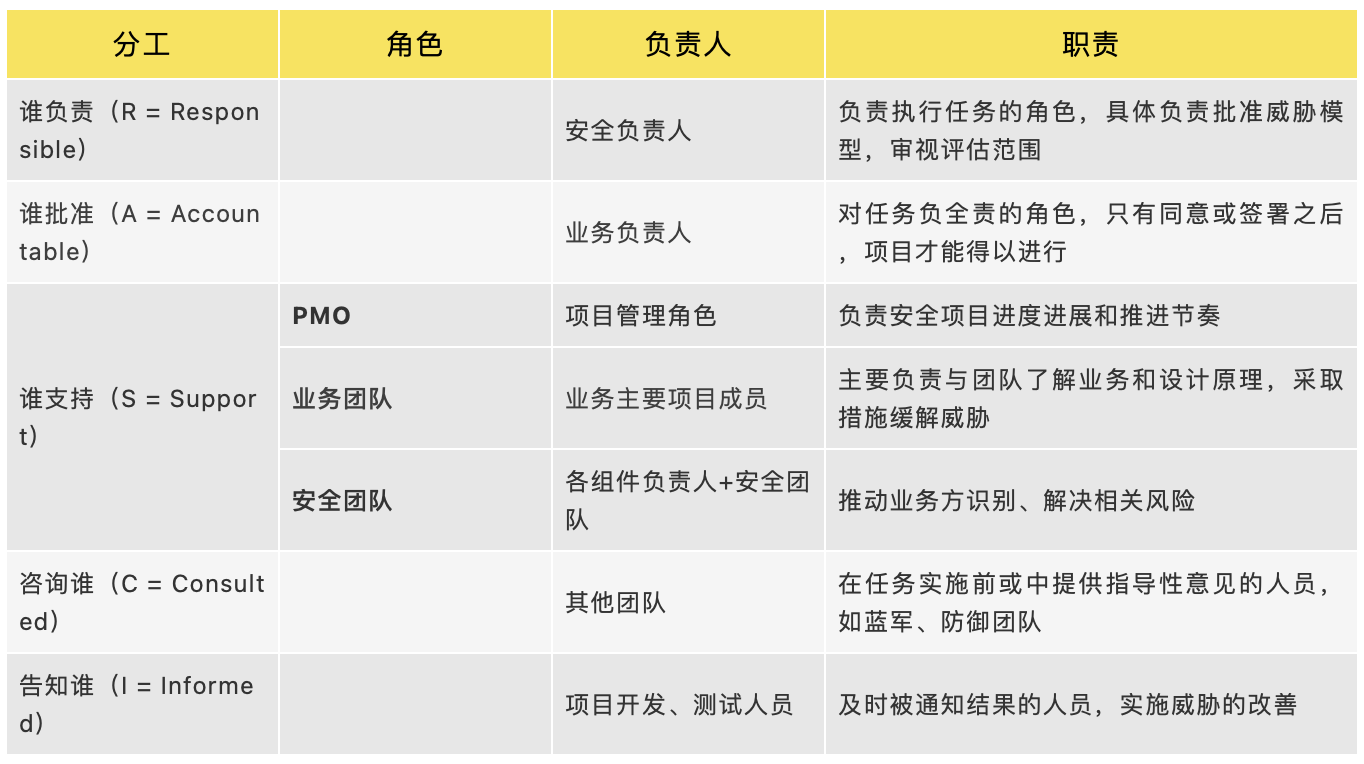 分工 角色 负责人 职责
谁负责（R = Respon
sible）
安全负责人
负责执行任务的角色，具体负责批准威胁模
型，审视评估范围
谁批准（A = Accoun
table）
业务负责人
对任务负全责的角色，只有同意或签署之后
，项目才能得以进行
谁支持（S = Suppor
t）
PMO
项目管理角色
负责安全项目进度进展和推进节奏
业务团队
业务主要项目成员
主要负责与团队了解业务和设计原理，采取
措施缓解威胁
安全团队
各组件负责人+安全团
队
推动业务方识别、解决相关风险
咨询谁（C = Consult
ed）
其他团队
在任务实施前或中提供指导性意见的人员，
如蓝军、防御团队
告知谁（I = Informe
d）
项目开发、测试人员
及时被通知结果的人员，实施威胁的改善